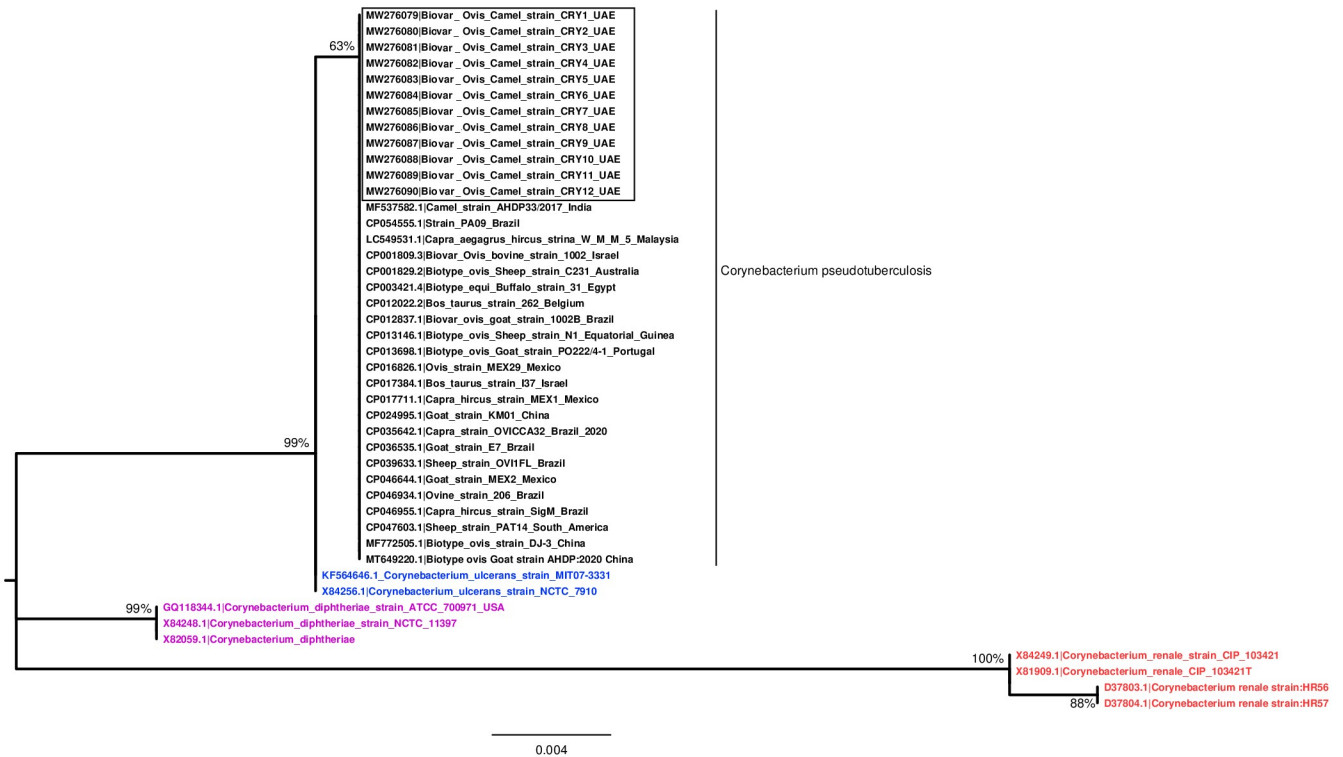 MW276079|Biovar_ Ovis_Camel_strain_CRY1_UAE
63%
MW276080|Biovar _Ovis_Camel_strain_CRY2_UAE
MW276081|Biovar _Ovis_Camel_strain_CRY3_UAE
MW276082|Biovar _Ovis_Camel_strain_CRY4_UAE
MW276083|Biovar _Ovis_Camel_strain_CRY5_UAE
MW276084|Biovar _Ovis_Camel_strain_CRY6_UAE
MW276085|Biovar _Ovis_Camel_strain_CRY7_UAE
MW276086|Biovar _Ovis_Camel_strain_CRY8_UAE
MW276087|Biovar _Ovis_Camel_strain_CRY9_UAE
MW276088|Biovar _Ovis_Camel_strain_CRY10_UAE
MW276089|Biovar _Ovis_Camel_strain_CRY11_UAE
MW276090|Biovar _Ovis_Camel_strain_CRY12_UAE
MF537582.1|Camel_strain_AHDP33/2017_India
CP054555.1|Strain_PA09_Brazil
LC549531.1|Capra_aegagrus_hircus_strina_W_M_M_5_Malaysia
CP001809.3|Biovar_Ovis_bovine_strain_1002_Israel
CP001829.2|Biotype_ovis_Sheep_strain_C231_Australia
Corynebacterium pseudotuberculosis
CP003421.4|Biotype_equi_Buffalo_strain_31_Egypt
CP012022.2|Bos_taurus_strain_262_Belgium
CP012837.1|Biovar_ovis_goat_strain_1002B_Brazil
CP013146.1|Biotype_ovis_Sheep_strain_N1_Equatorial_Guinea
CP013698.1|Biotype_ovis_Goat_strain_PO222/4-1_Portugal
CP016826.1|Ovis_strain_MEX29_Mexico
CP017384.1|Bos_taurus_strain_I37_Israel
CP017711.1|Capra_hircus_strain_MEX1_Mexico
CP024995.1|Goat_strain_KM01_China
CP035642.1|Capra_strain_OVICCA32_Brazil_2020
99%
CP036535.1|Goat_strain_E7_Brzail
CP039633.1|Sheep_strain_OVI1FL_Brazil
CP046644.1|Goat_strain_MEX2_Mexico
CP046934.1|Ovine_strain_206_Brazil
CP046955.1|Capra_hircus_strain_SigM_Brazil
CP047603.1|Sheep_strain_PAT14_South_America
MF772505.1|Biotype_ovis_strain_DJ-3_China
MT649220.1|Biotype ovis Goat strain AHDP:2020 China
KF564646.1_Corynebacterium_ulcerans_strain_MIT07-3331
X84256.1|Corynebacterium_ulcerans_strain_NCTC_7910
99%
GQ118344.1|Corynebacterium_diphtheriae_strain_ATCC_700971_USA
X84248.1|Corynebacterium_diphtheriae_strain_NCTC_11397
X82059.1|Corynebacterium_diphtheriae
100%
X84249.1|Corynebacterium_renale_strain_CIP_103421
X81909.1|Corynebacterium_renale_CIP_103421T
D37803.1|Corynebacterium renale strain:HR56
88%
D37804.1|Corynebacterium renale strain:HR57
0.004